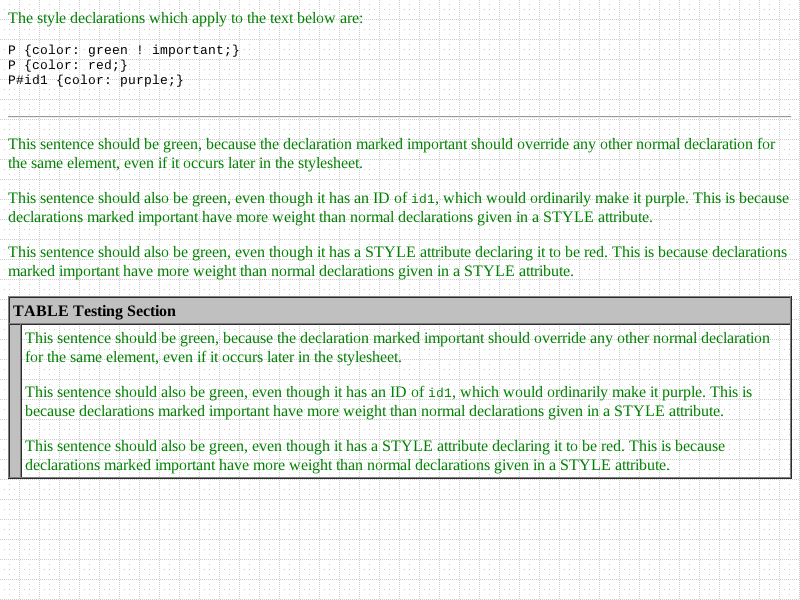 The style declarations which apply to the text below are:
P {color: green ! important;}
P {color: red;}
P#id1 {color: purple;}
This sentence should be green, because the declaration marked important should override any other normal declaration for
the same element, even if it occurs later in the stylesheet.
This sentence should also be green, even though it has an ID of id1, which would ordinarily make it purple. This is because
declarations marked important have more weight than normal declarations given in a STYLE attribute.
This sentence should also be green, even though it has a STYLE attribute declaring it to be red. This is because declarations
marked important have more weight than normal declarations given in a STYLE attribute.
TABLE Testing Section
This sentence should be green, because the declaration marked important should override any other normal declaration
for the same element, even if it occurs later in the stylesheet.
This sentence should also be green, even though it has an ID of id1, which would ordinarily make it purple. This is
because declarations marked important have more weight than normal declarations given in a STYLE attribute.
This sentence should also be green, even though it has a STYLE attribute declaring it to be red. This is because
declarations marked important have more weight than normal declarations given in a STYLE attribute.